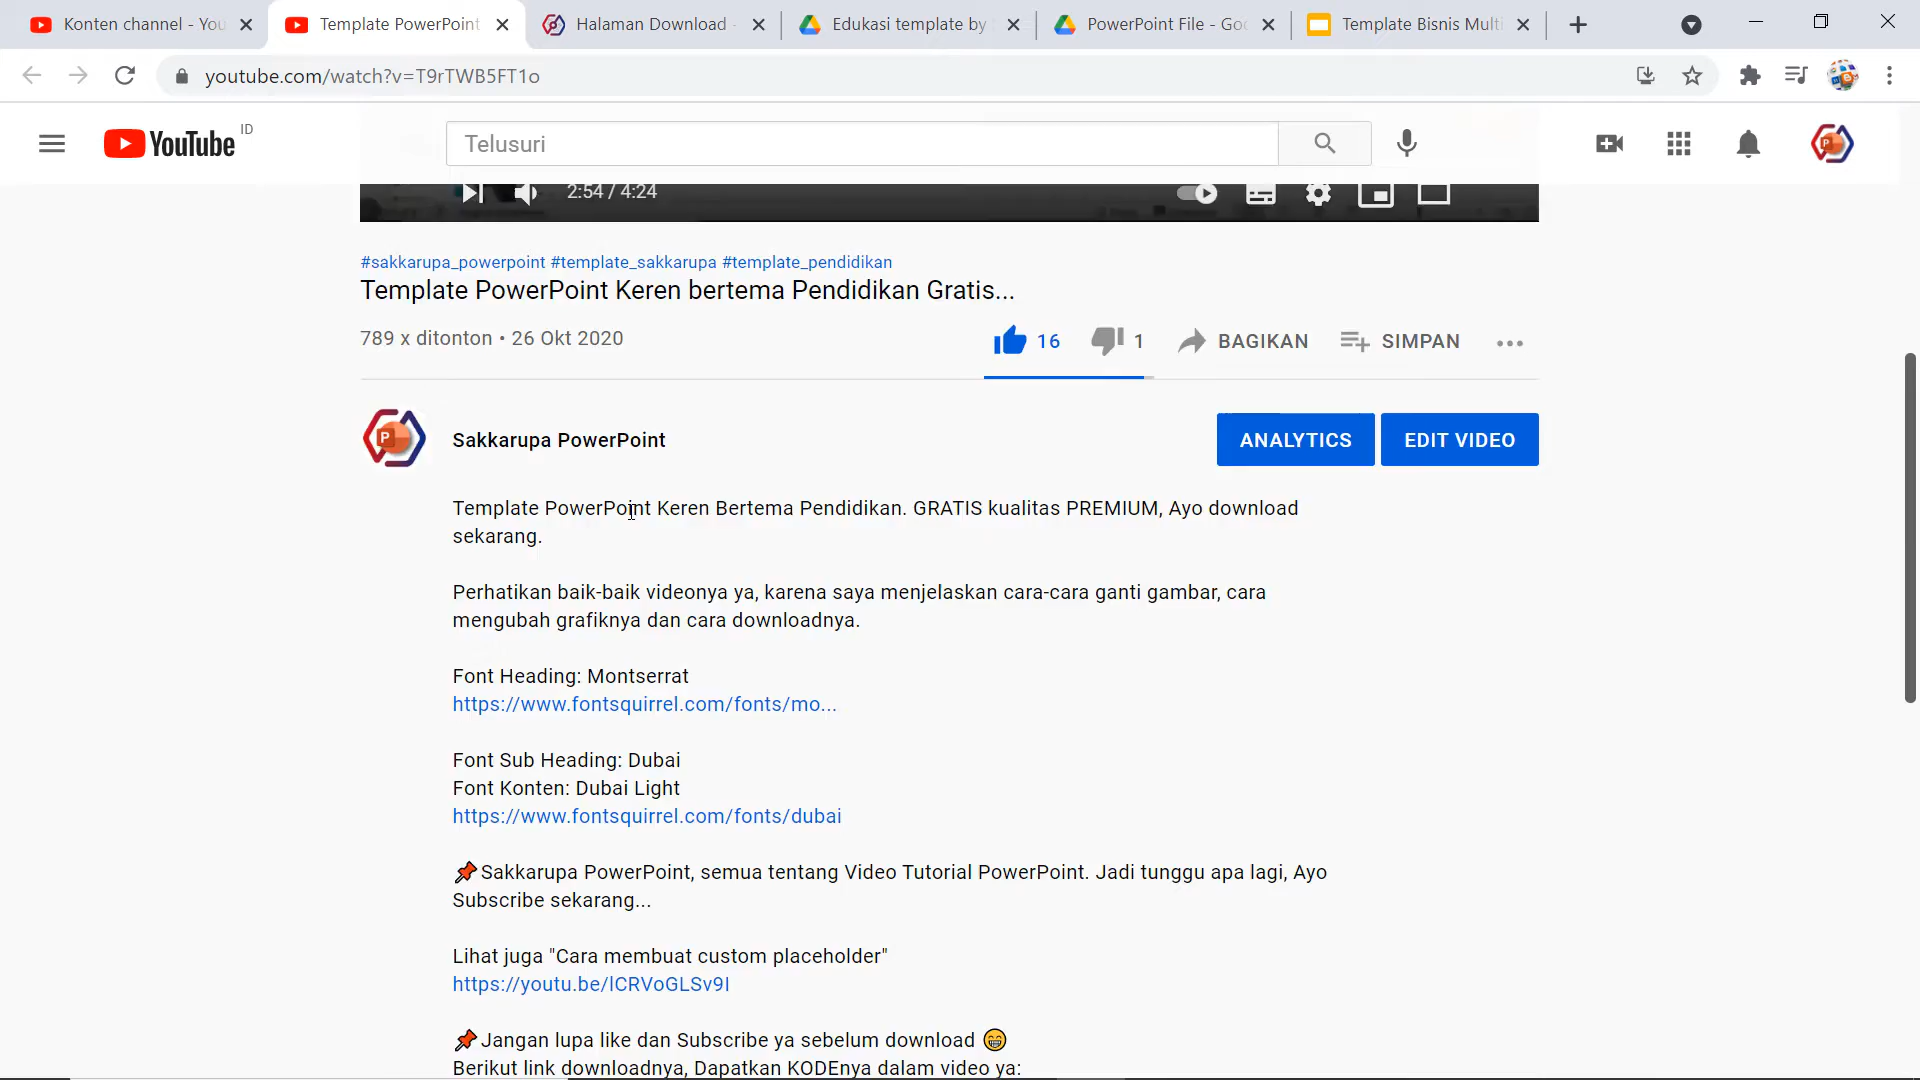 Konten channel - You
Template PowerPoint
Halaman Download -
Edukasi template by
PowerPoint File - Goo
Template Bisnis Multi
youtube.com/watch?v=T9rTWB5FT1o
YouTube ID
Telusuri
2:54 / 4:24
#sakkarupa_powerpoint #template_sakkarupa #template_pendidikan
Template PowerPoint Keren bertema Pendidikan Gratis...
789 x ditonton • 26 Okt 2020
16
1
BAGIKAN
SIMPAN
Sakkarupa PowerPoint
ANALYTICS
EDIT VIDEO
Template PowerPoint Keren Bertema Pendidikan. GRATIS kualitas PREMIUM, Ayo download
sekarang.
Perhatikan baik-baik videonya ya, karena saya menjelaskan cara-cara ganti gambar, cara
mengubah grafiknya dan cara downloadnya.
Font Heading: Montserrat
https://www.fontsquirrel.com/fonts/mo...
Font Sub Heading: Dubai
Font Konten: Dubai Light
https://www.fontsquirrel.com/fonts/dubai
📌Sakkarupa PowerPoint, semua tentang Video Tutorial PowerPoint. Jadi tunggu apa lagi, Ayo
Subscribe sekarang...
Lihat juga "Cara membuat custom placeholder"
https://youtu.be/lCRVoGLSv9I
📌Jangan lupa like dan Subscribe ya sebelum download 😁
Berikut link downloadnya, Dapatkan KODEnya dalam video ya: